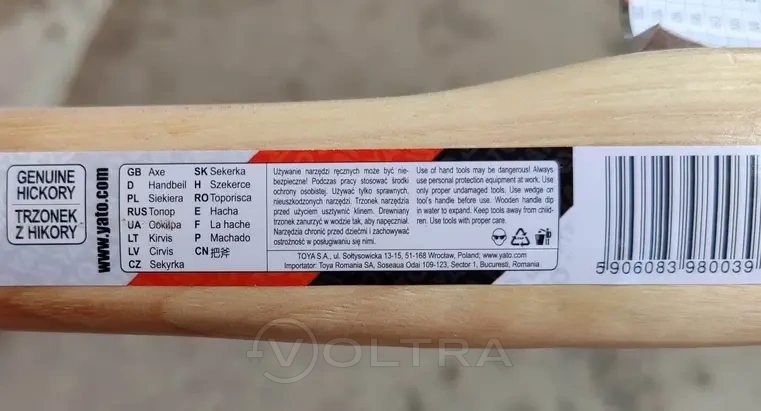 GENUINE
HICKORY
TRZONEK
Z HIKORY
www.yato.com
GB Axe
D Handbeil
PL Siekiera
RUS Топор
UA
LT Kirvis
LV Cirvis
CZ Sekyrka
SK Sekerka
H Szekerce
RO Toporisca
E Hacha
F La hache
P Machado
CN 把斧
Używanie narzędzi ręcznych może być nie-
bezpieczne! Podczas pracy stosować środki
ochrony osobistej. Używać tylko sprawnych,
nieuszkodzonych narzędzi. Trzonek narzędzia
przed użyciem usztywnić klinem. Drewniany
trzonek zanurzyć w wodzie tak, aby napęczniał.
Narzędzia chronić przed dziećmi i zachowywać
ostrożność w posługiwaniu się nimi.
Use of hand tools may be dangerous! Always
use personal protection equipment at work. Use
only proper undamaged tools. Use wedge on
tool's handle before use. Wooden handle dip
in water to expand. Keep tools away from child-
ren. Use tools with proper care.
TOYA S.A., ul. Sołtysowicka 13-15, 51-168 Wrocław, Poland; www.yato.com
Importator: Toya Romania SA, Soseaua Odai 109-123, Sector 1, Bucuresti, Romania
5 906083 980039
VOLTRA